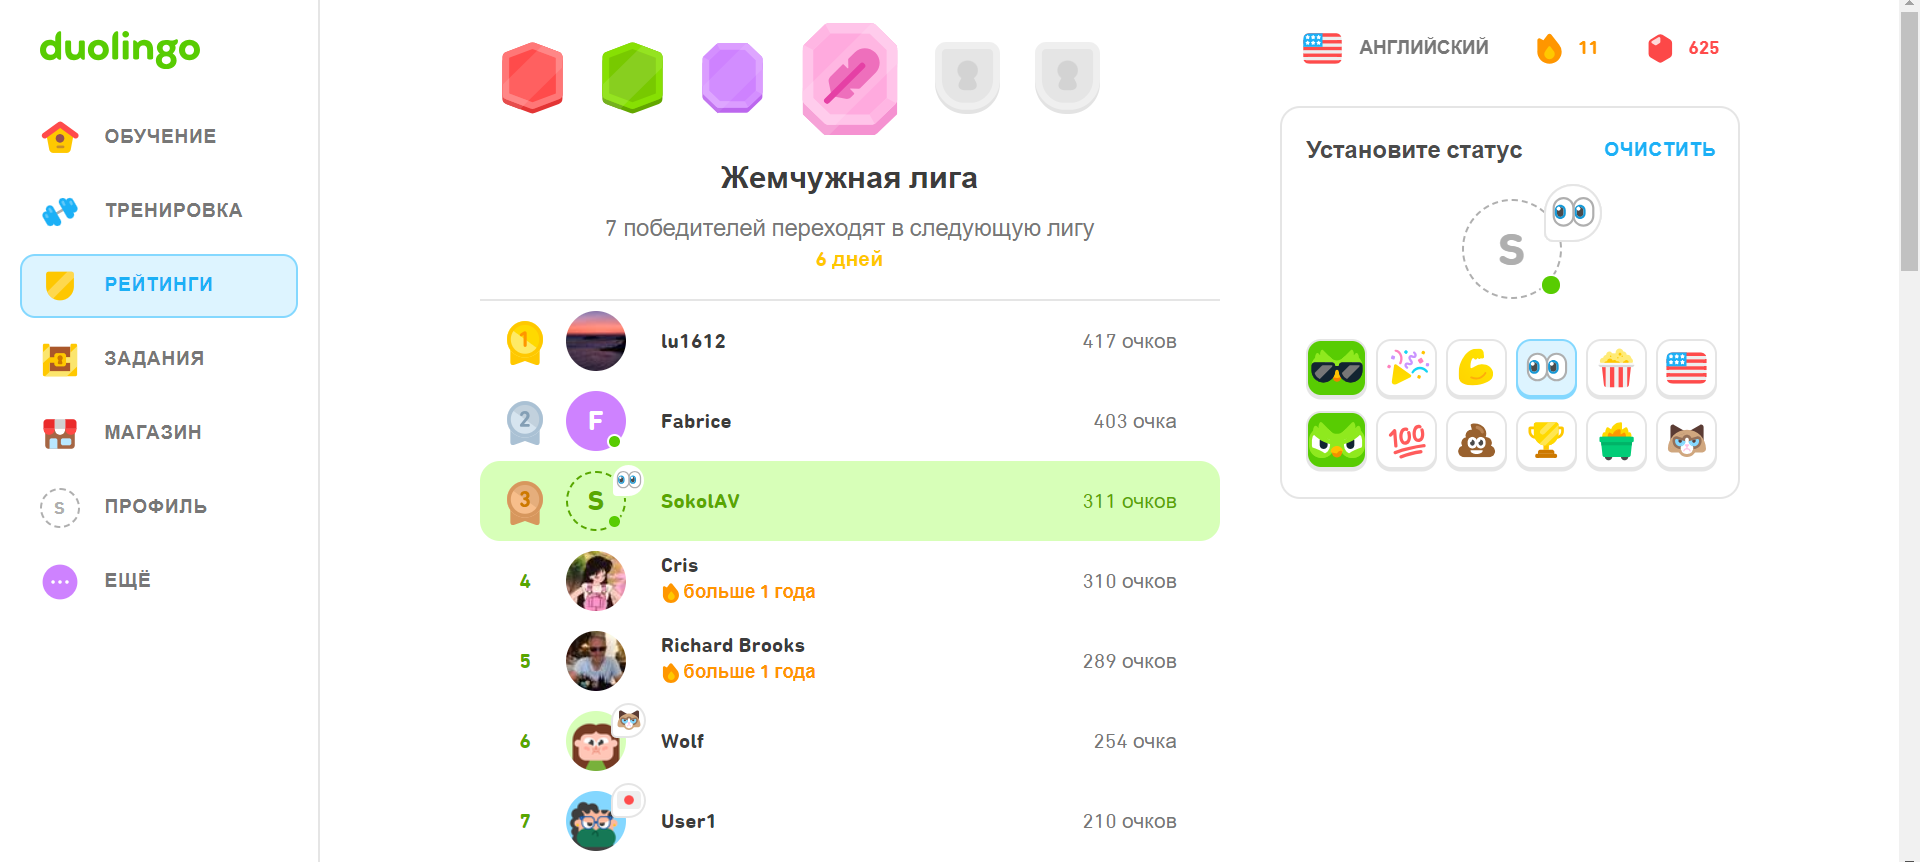 duolingo
ОБУЧЕНИЕ
ТРЕНИРОВКА
РЕЙТИНГИ
ЗАДАНИЯ
МАГАЗИН
S
ПРОФИЛЬ
ЕЩЁ
Жемчужная лига
7 победителей переходят в следующую лигу
6 дней
1 lu1612 417 очков
2 F Fabrice 403 очка
3 S SokolAV 311 очков
4 Cris 310 очков
больше 1 года
5 Richard Brooks 289 очков
больше 1 года
6 Wolf 254 очка
7 User1 210 очков
АНГЛИЙСКИЙ 11 625
Установите статус ОЧИСТИТЬ
S
100